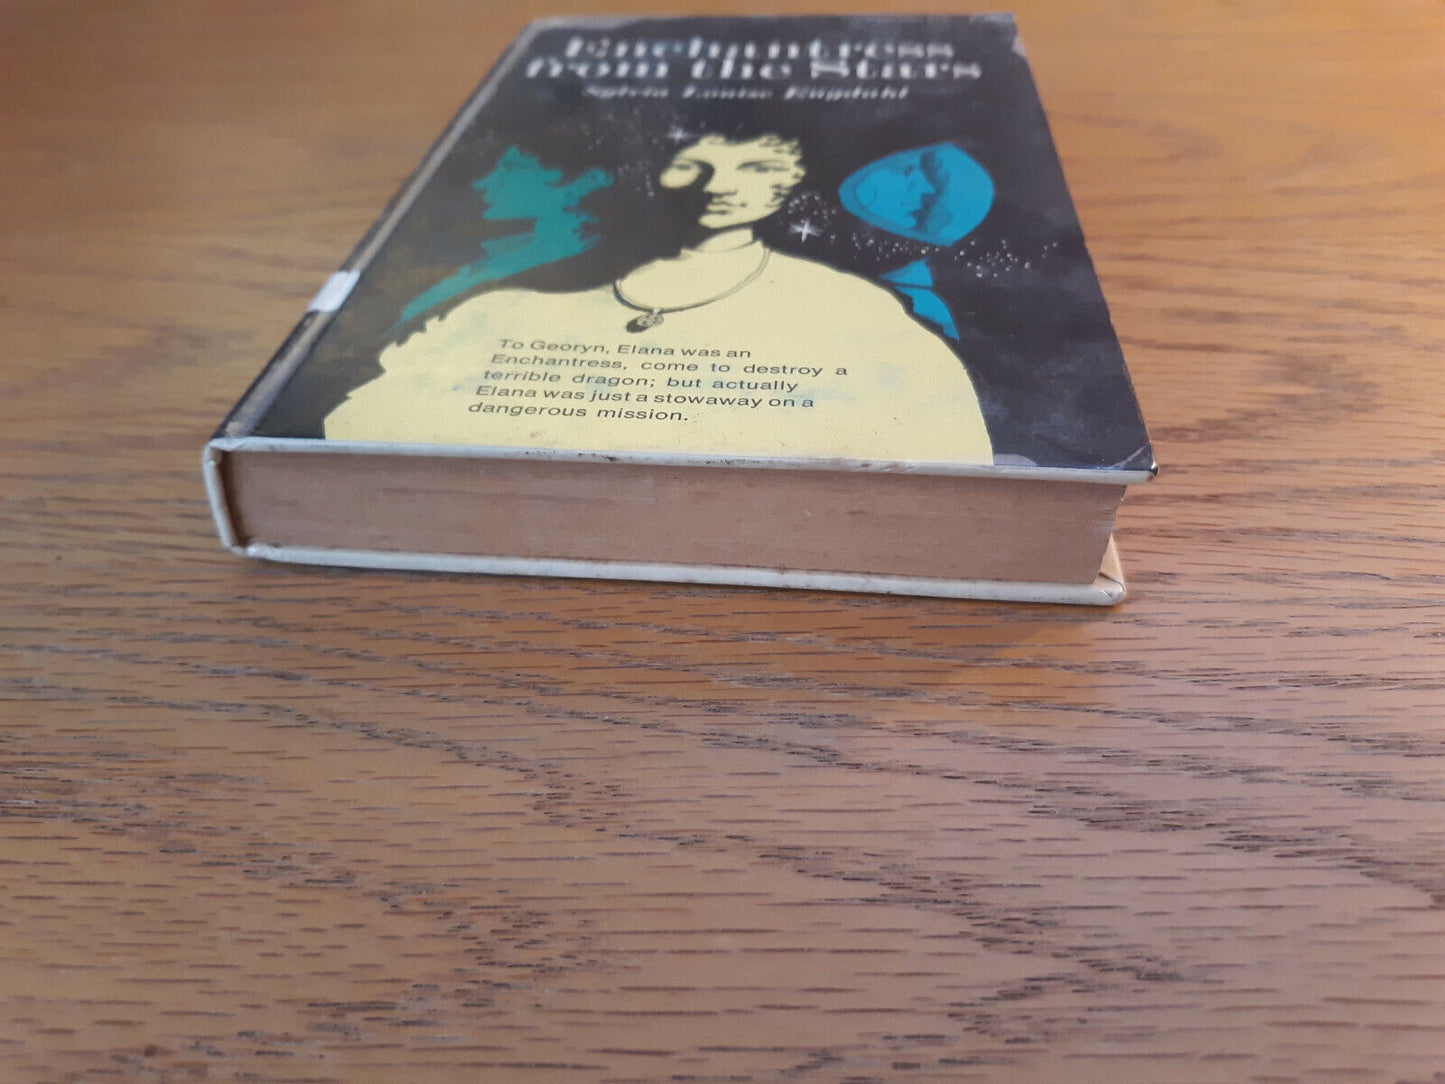 Enchantress
from the Stars
Sylvia Louise Engdahl
To Georyn, Elana was an
Enchantress, come to destroy a
terrible dragon; but actually
Elana was just a stowaway on a
dangerous mission.